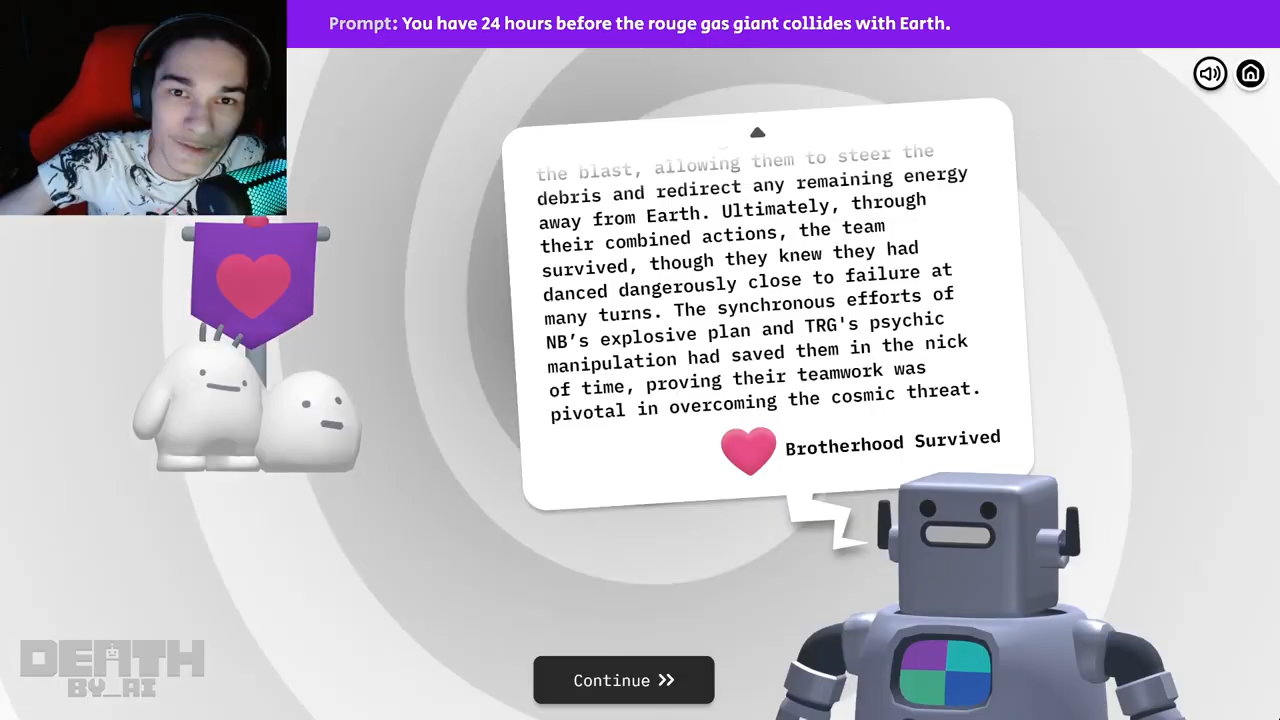 Prompt: You have 24 hours before the rouge gas giant collides with Earth.
the blast, allowing them to steer the
debris and redirect any remaining energy
away from Earth. Ultimately, through
their combined actions, the team
survived, though they knew they had
danced dangerously close to failure at
many turns. The synchronous efforts of
NB’s explosive plan and TRG's psychic
manipulation had saved them in the nick
of time, proving their teamwork was
pivotal in overcoming the cosmic threat.
Brotherhood Survived
Continue >>
DEATH
BY_AI